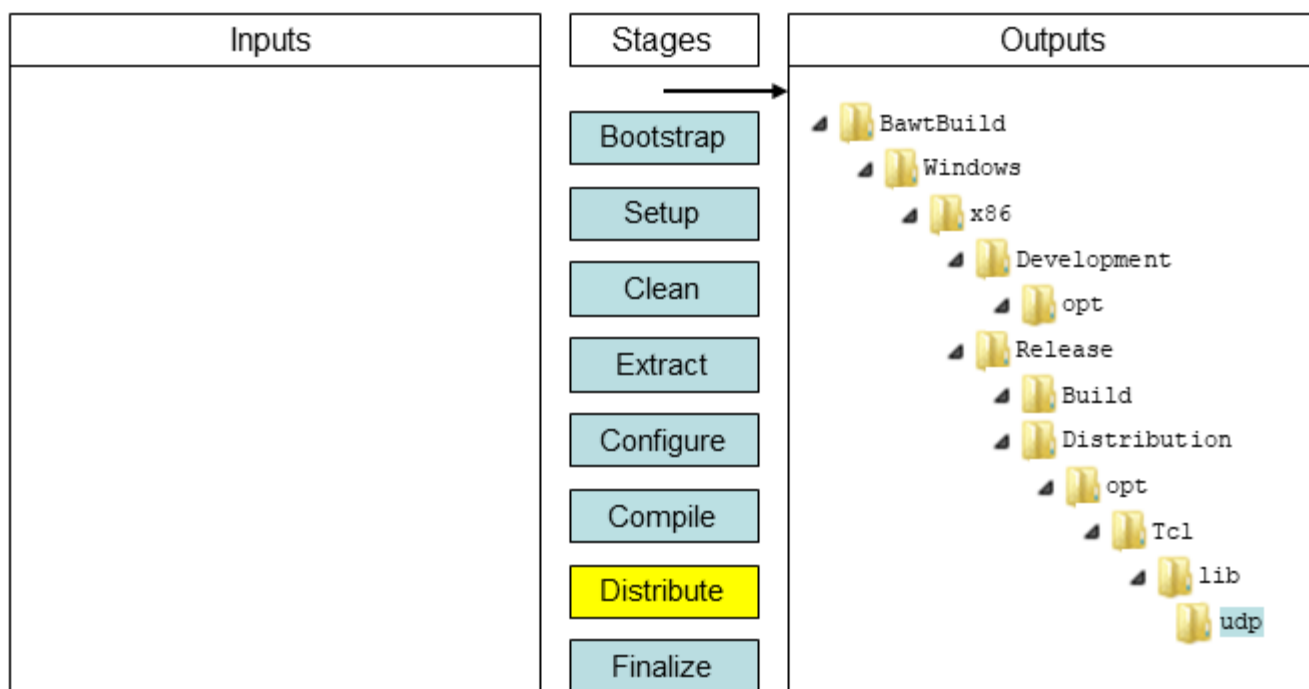 Inputs
Stages
Outputs
Bootstrap
Setup
Clean
Extract
Configure
Compile
Distribute
Finalize
BawtBuild
Windows
x86
Development
opt
Release
Build
Distribution
opt
Tcl
lib
udp